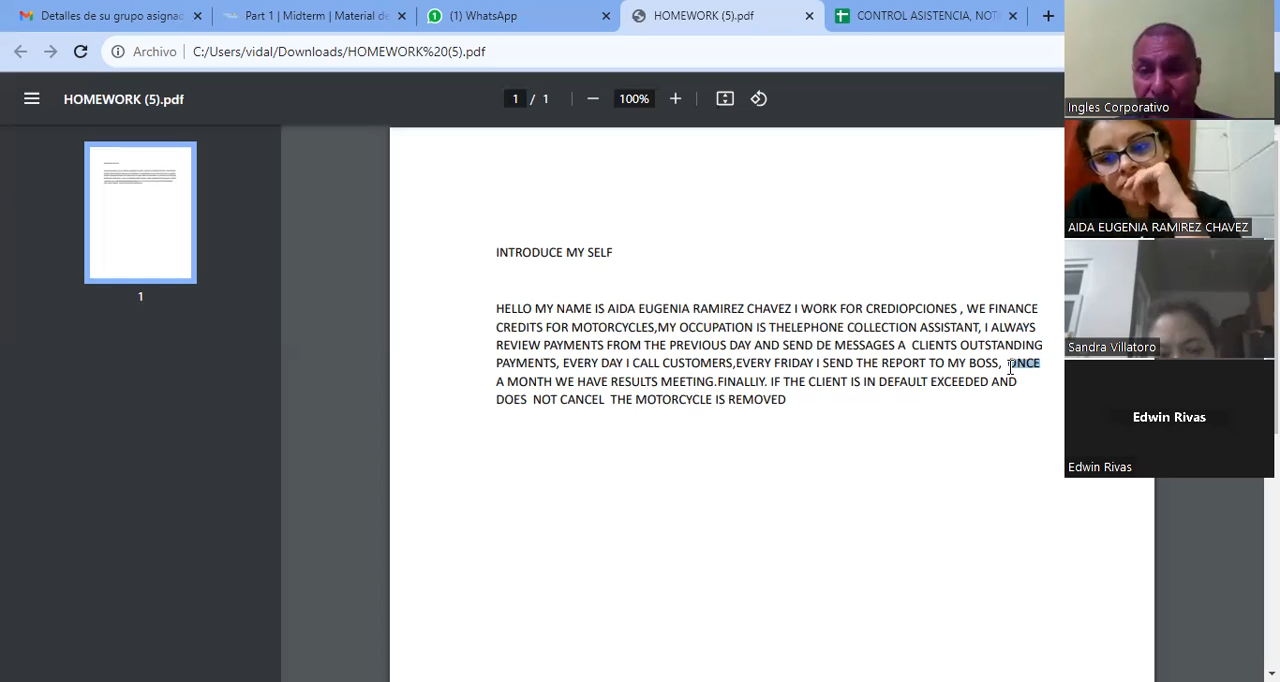 Detalles de su grupo asignad
Part 1 | Midterm | Material de
(1) WhatsApp
HOMEWORK (5).pdf
CONTROL ASISTENCIA, NOT
Archivo
C:/Users/vidal/Downloads/HOMEWORK%20(5).pdf
HOMEWORK (5).pdf
1 / 1
100%
1
INTRODUCE MY SELF
HELLO MY NAME IS AIDA EUGENIA RAMIREZ CHAVEZ I WORK FOR CREDIOPCIONES , WE FINANCE
CREDITS FOR MOTORCYCLES,MY OCCUPATION IS THELEPHONE COLLECTION ASSISTANT, I ALWAYS
REVIEW PAYMENTS FROM THE PREVIOUS DAY AND SEND DE MESSAGES A CLIENTS OUTSTANDING
PAYMENTS, EVERY DAY I CALL CUSTOMERS,EVERY FRIDAY I SEND THE REPORT TO MY BOSS, ONCE
A MONTH WE HAVE RESULTS MEETING.FINALLIY. IF THE CLIENT IS IN DEFAULT EXCEEDED AND
DOES NOT CANCEL THE MOTORCYCLE IS REMOVED
Ingles Corporativo
AIDA EUGENIA RAMIREZ CHAVEZ
Sandra Villatoro
Edwin Rivas
Edwin Rivas